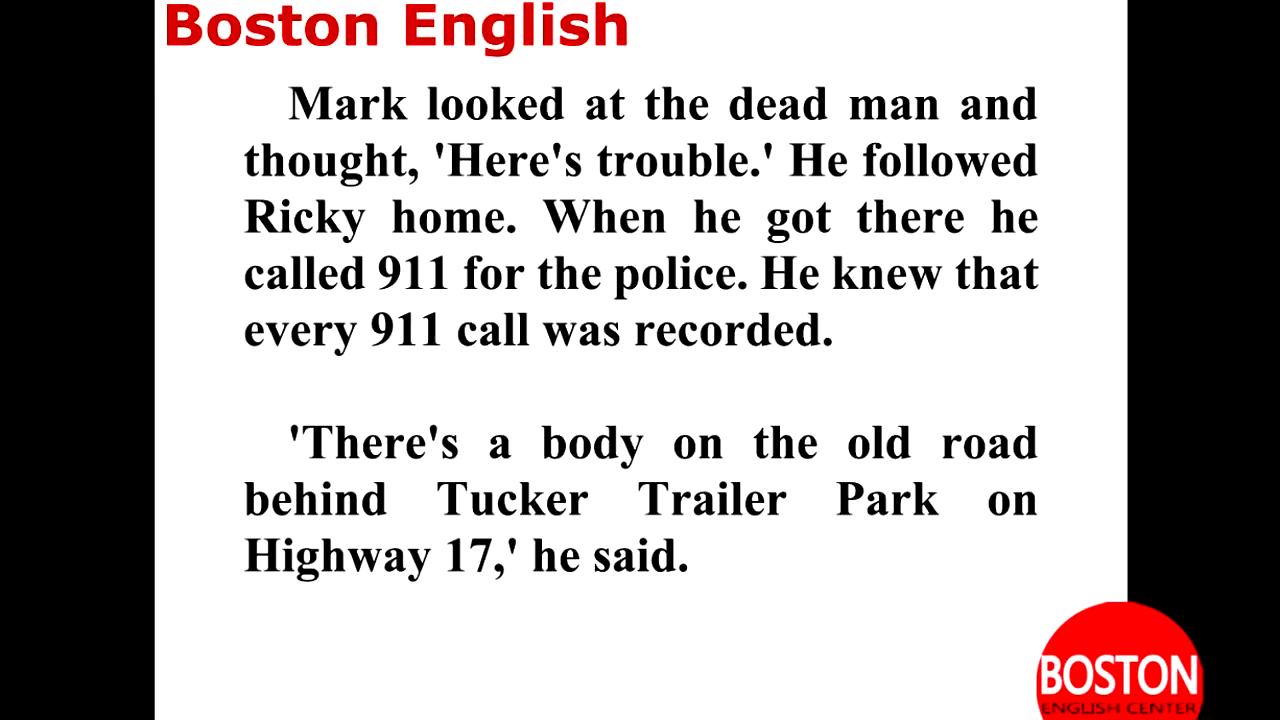 Boston English
Mark looked at the dead man and
thought, 'Here's trouble.' He followed
Ricky home. When he got there he
called 911 for the police. He knew that
every 911 call was recorded.
'There's a body on the old road
behind Tucker Trailer Park on
Highway 17,' he said.
BOSTON
ENGLISH CENTER